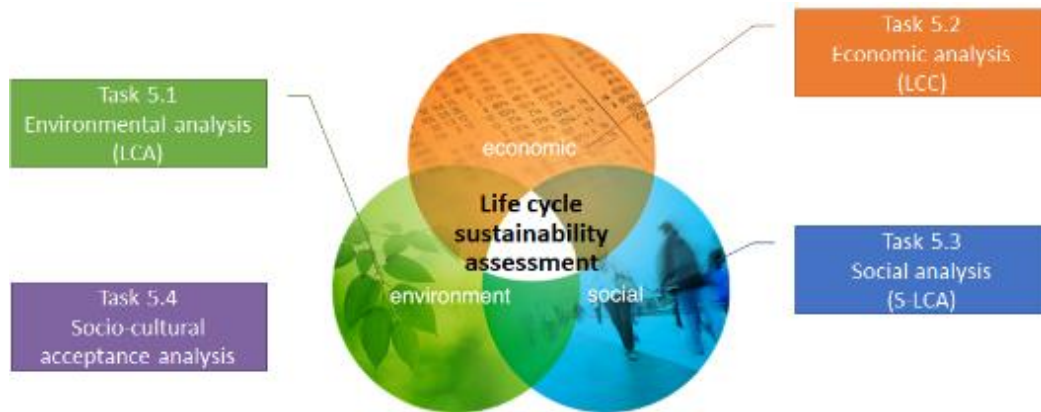 Task 5.2
Economic analysis
(LCC)
Task 5.1
Environmental analysis
(LCA)
economic
Life cycle
sustainability
assessment
environment
social
Task 5.3
Social analysis
(S-LCA)
Task 5.4
Socio-cultural
acceptance analysis